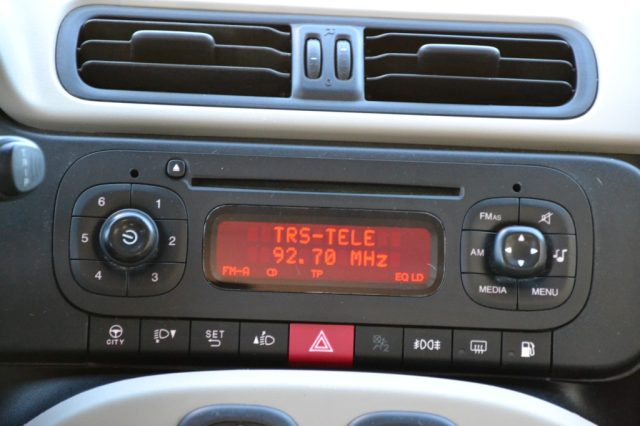 TRS-TELE
92.70 MHz
FM-A CD TP EQ LD
6 1
5 2
4 3
FMAS
AM
MEDIA MENU
CITY
SET